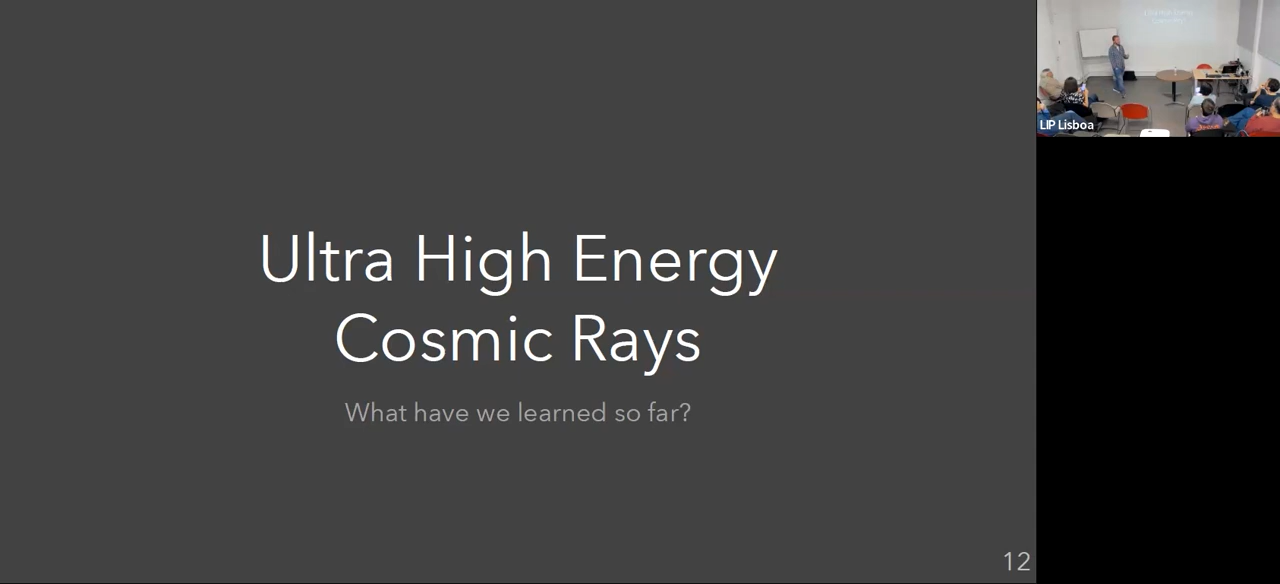 Ultra High Energy
Cosmic Rays
What have we learned so far?
12
LIP Lisboa